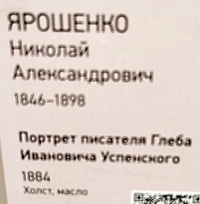 ЯРОШЕНКО
Николай
Александрович
1846–1898
Портрет писателя Глеба
Ивановича Успенского
1884
Холст, масло